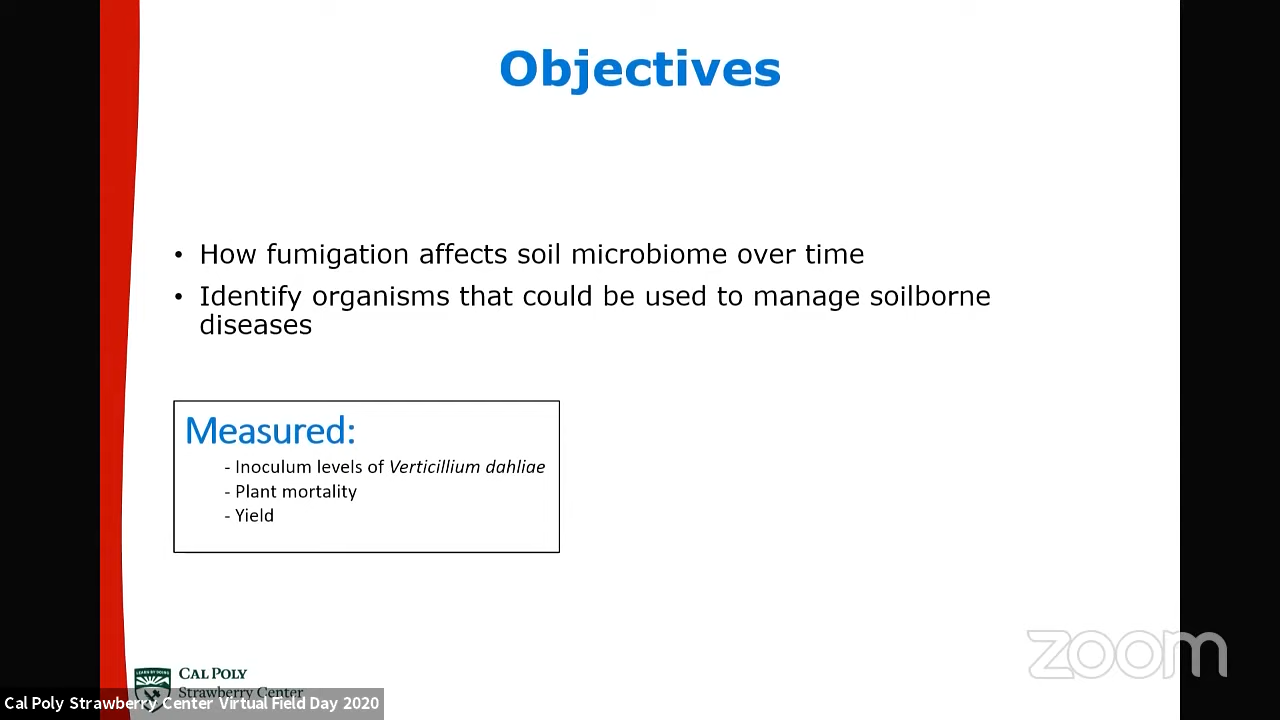 Objectives
• How fumigation affects soil microbiome over time
• Identify organisms that could be used to manage soilborne
diseases
Measured:
- Inoculum levels of Verticillium dahliae
- Plant mortality
- Yield
zoom
CAL POLY
Strawberry Center
Cal Poly Strawberry Center Virtual Field Day 2020